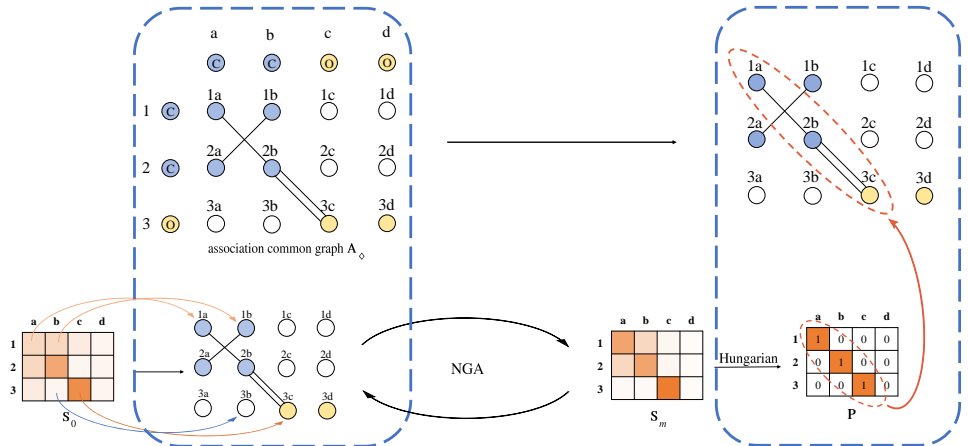 a b c d
C C O O
1a 1b 1c 1d
1 C
2a 2b 2c 2d
2 C
3a 3b 3c 3d
3 O
association common graph A◇
1a 1b 1c 1d
2a 2b 2c 2d
3a 3b 3c 3d
a b c d
1
2
3
S0
1a 1b 1c 1d
2a 2b 2c 2d
3a 3b 3c 3d
NGA
a b c d
1
2
3
Sm
Hungarian
a b c d
1 1 0 0 0
2 0 1 0 0
3 0 0 1 0
P